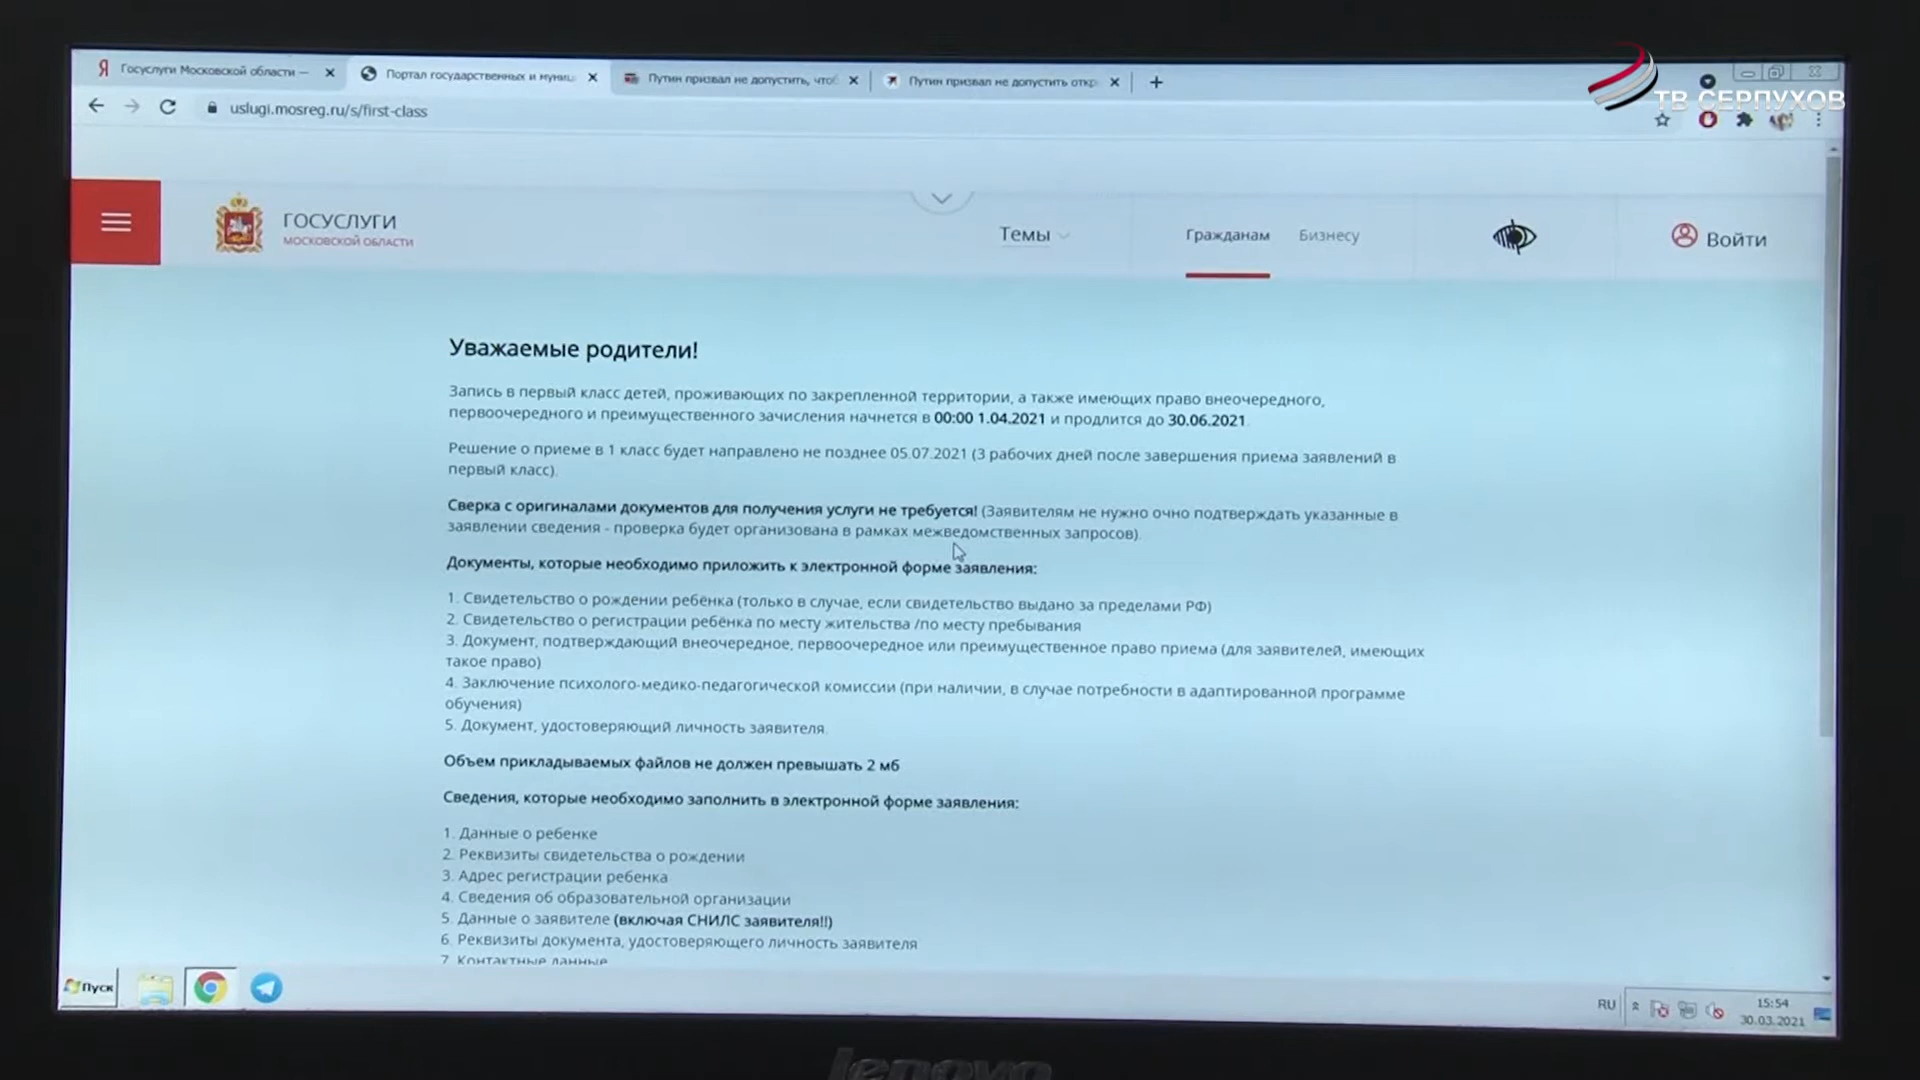 Госуслуги Московской области —
Портал государственных и муниц
Путин призвал не допустить, чтоб
Путин призвал не допустить откр
ТВ СЕРПУХОВ
uslugi.mosreg.ru/s/first-class
ГОСУСЛУГИ
МОСКОВСКОЙ ОБЛАСТИ
Темы
Гражданам
Бизнесу
Войти
Уважаемые родители!
Запись в первый класс детей, проживающих по закрепленной территории, а также имеющих право внеочередного,
первоочередного и преимущественного зачисления начнется в 00:00 1.04.2021 и продлится до 30.06.2021
Решение о приеме в 1 класс будет направлено не позднее 05.07.2021 (3 рабочих дней после завершения приема заявлений в
первый класс).
Сверка с оригиналами документов для получения услуги не требуется! (Заявителям не нужно очно подтверждать указанные в
заявлении сведения - проверка будет организована в рамках межведомственных запросов).
Документы, которые необходимо приложить к электронной форме заявления:
1. Свидетельство о рождении ребёнка (только в случае, если свидетельство выдано за пределами РФ)
2. Свидетельство о регистрации ребёнка по месту жительства /по месту пребывания
3. Документ, подтверждающий внеочередное, первоочередное или преимущественное право приема (для заявителей, имеющих
такое право)
4. Заключение психолого-медико-педагогической комиссии (при наличии, в случае потребности в адаптированной программе
обучения)
5. Документ, удостоверяющий личность заявителя.
Объем прикладываемых файлов не должен превышать 2 мб
Сведения, которые необходимо заполнить в электронной форме заявления:
1. Данные о ребенке
2. Реквизиты свидетельства о рождении
3. Адрес регистрации ребенка
4. Сведения об образовательной организации
5. Данные о заявителе (включая СНИЛС заявителя!!)
6. Реквизиты документа, удостоверяющего личность заявителя
7. Контактные данные
Пуск
RU
15:54
30.03.2021
lenovo